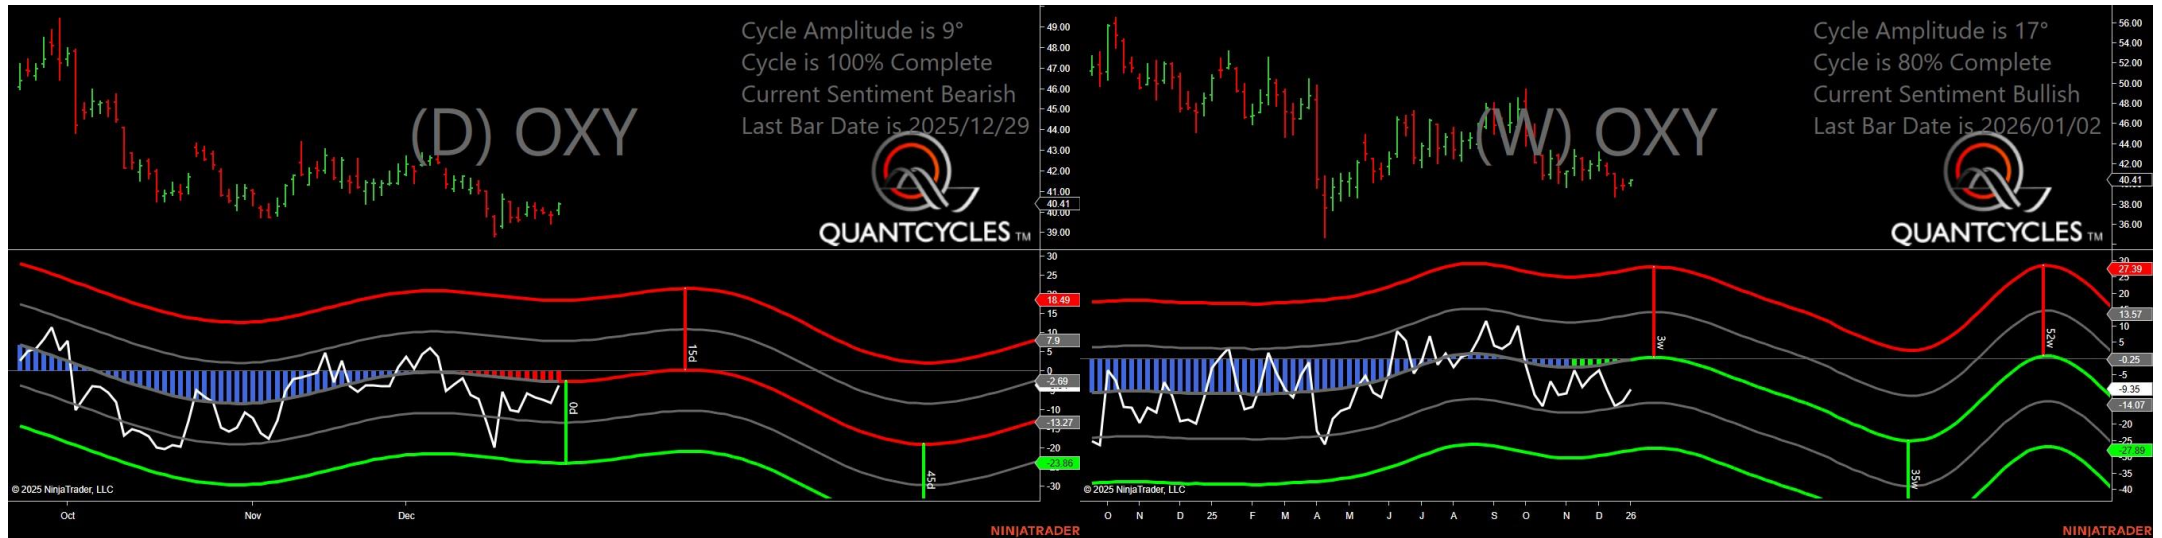 Cycle Amplitude is 9°
Cycle is 100% Complete
Current Sentiment Bearish
Last Bar Date is 2025/12/29
(D) OXY
QUANTCYCLES TM
49.00
48.00
47.00
46.00
45.00
44.00
43.00
42.00
41.00
40.41
40.00
39.00
30
25
18.49
15
10
7.9
5
0
-2.69
-10
-13.27
-20
-23.86
-30
15d
0d
45d
© 2025 NinjaTrader, LLC
Oct Nov Dec
NINJATRADER
Cycle Amplitude is 17°
Cycle is 80% Complete
Current Sentiment Bullish
Last Bar Date is 2026/01/02
(W) OXY
QUANTCYCLES TM
56.00
54.00
52.00
50.00
48.00
46.00
44.00
42.00
40.41
38.00
36.00
30
27.39
25
20
13.57
10
5
-0.25
-5
-9.35
-14.07
-20
-25
-27.89
-35
-40
3w
52w
35w
© 2025 NinjaTrader, LLC
O N D 25 F M A M J J A S O N D 26
NINJATRADER